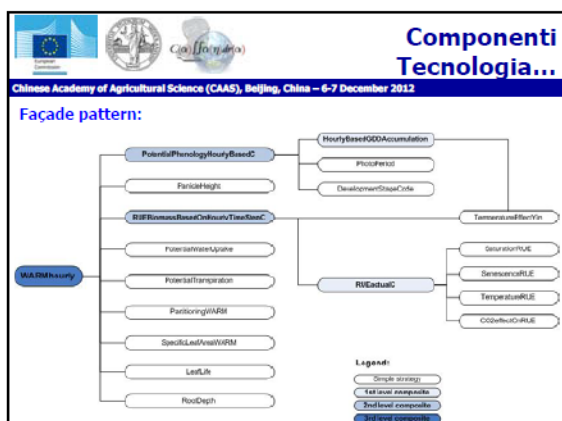 European
Commission
Componenti
Tecnologia...
Chinese Academy of Agricultural Science (CAAS), Beijing, China – 6-7 December 2012
Façade pattern:
HourlyBasedGDDAccumulation
PotentialPhenologyHourlyBasedC
PhotoPeriod
PanicleHeight
DevelopmentStageCode
RUEBiomassBasedOnHourlyTimeStepC
TemperatureEffectYin
PotentialWaterUptake
SaturationRUE
WARMhourly
PotentialTranspiration
RUEactualC
SenescenceRUE
TemperatureRUE
PartitioningWARM
CO2effectOnRUE
SpecificLeafAreaWARM
LeafLife
Legend:
Simple strategy
1st level composite
RootDepth
2nd level composite
3rd level composite